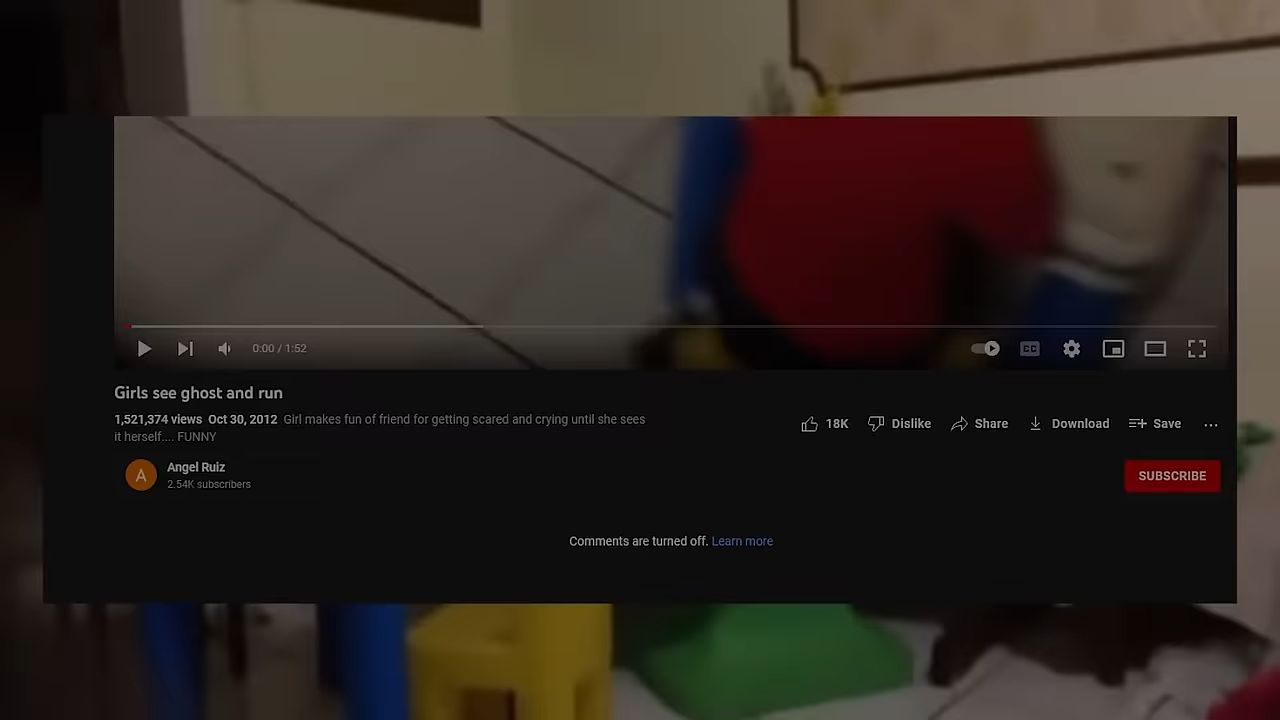 0:00 / 1:52
CC
Girls see ghost and run
1,521,374 views Oct 30, 2012 Girl makes fun of friend for getting scared and crying until she sees
it herself.... FUNNY
18K Dislike Share Download Save ...
A
Angel Ruiz
2.54K subscribers
SUBSCRIBE
Comments are turned off. Learn more